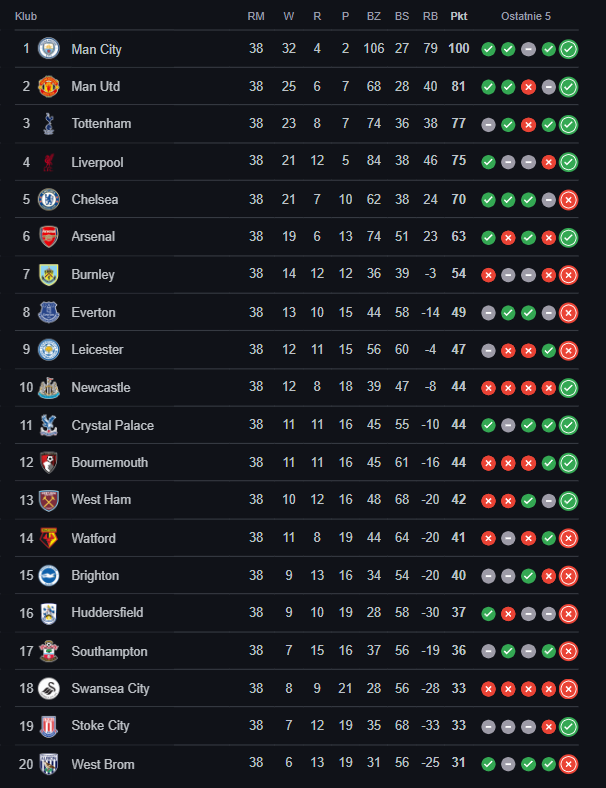 Klub RM W R P BZ BS RB Pkt Ostatnie 5
1 Man City 38 32 4 2 106 27 79 100
2 Man Utd 38 25 6 7 68 28 40 81
3 Tottenham 38 23 8 7 74 36 38 77
4 Liverpool 38 21 12 5 84 38 46 75
5 Chelsea 38 21 7 10 62 38 24 70
6 Arsenal 38 19 6 13 74 51 23 63
7 Burnley 38 14 12 12 36 39 -3 54
8 Everton 38 13 10 15 44 58 -14 49
9 Leicester 38 12 11 15 56 60 -4 47
10 Newcastle 38 12 8 18 39 47 -8 44
11 Crystal Palace 38 11 11 16 45 55 -10 44
12 Bournemouth 38 11 11 16 45 61 -16 44
13 West Ham 38 10 12 16 48 68 -20 42
14 Watford 38 11 8 19 44 64 -20 41
15 Brighton 38 9 13 16 34 54 -20 40
16 Huddersfield 38 9 10 19 28 58 -30 37
17 Southampton 38 7 15 16 37 56 -19 36
18 Swansea City 38 8 9 21 28 56 -28 33
19 Stoke City 38 7 12 19 35 68 -33 33
20 West Brom 38 6 13 19 31 56 -25 31